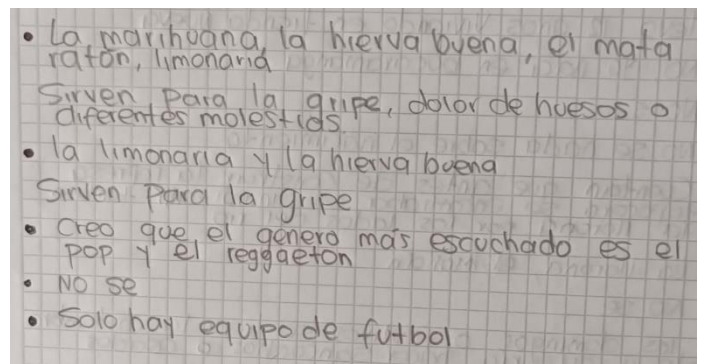 • La marihoana, la hierva buena, el mata
ratón, limonaria
Sirven para la gripe, dolor de huesos o
diferentes molestias.
• la limonaria y la hierva buena
Sirven para la gripe
• Creo que el genero más escuchado es el
pop y el reggaeton
• No se
• Solo hay equipo de futbol